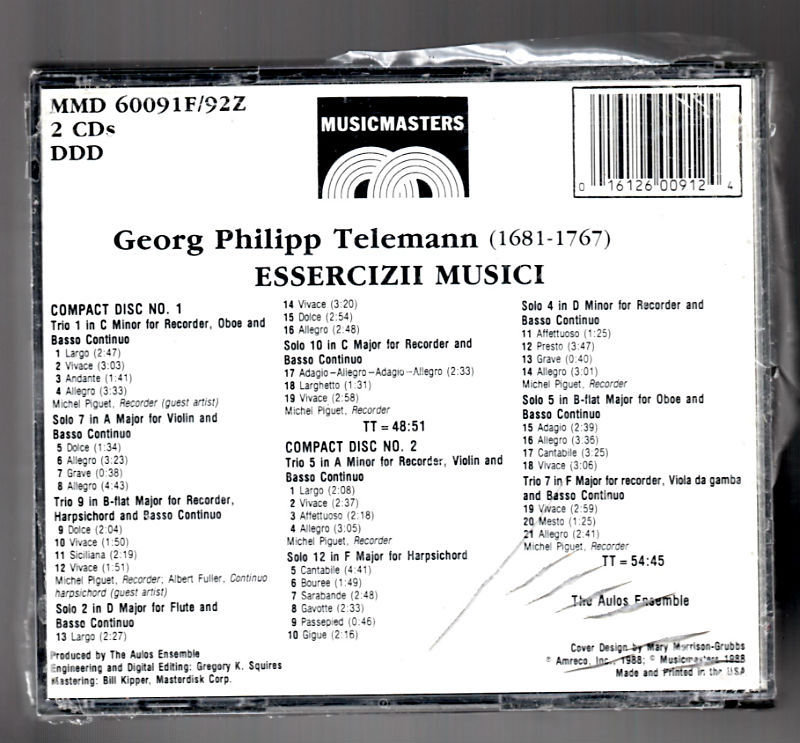 MMD 60091F/92Z
2 CDs
DDD
MUSICMASTERS
0 16126 00912 4
Georg Philipp Telemann (1681-1767)
ESSERCIZII MUSICI
COMPACT DISC NO. 1
Trio 1 in C Minor for Recorder, Oboe and
Basso Continuo
1 Largo (2:47)
2 Vivace (3:03)
3 Andante (1:41)
4 Allegro (3:33)
Michel Piguet, Recorder (guest artist)
Solo 7 in A Major for Violin and
Basso Continuo
5 Dolce (1:34)
6 Allegro (3:23)
7 Grave (0:38)
8 Allegro (4:43)
Trio 9 in B-flat Major for Recorder,
Harpsichord and Basso Continuo
9 Dolce (2:04)
10 Vivace (1:50)
11 Siciliana (2:19)
12 Vivace (1:51)
Michel Piguet, Recorder; Albert Fuller, Continuo
harpsichord (guest artist)
Solo 2 in D Major for Flute and
Basso Continuo
13 Largo (2:27)
14 Vivace (3:20)
15 Dolce (2:54)
16 Allegro (2:48)
Solo 10 in C Major for Recorder and
Basso Continuo
17 Adagio-Allegro-Adagio-Allegro (2:33)
18 Larghetto (1:31)
19 Vivace (2:58)
Michel Piguet, Recorder
TT = 48:51
COMPACT DISC NO. 2
Trio 5 in A Minor for Recorder, Violin and
Basso Continuo
1 Largo (2:08)
2 Vivace (2:37)
3 Affettuoso (2:18)
4 Allegro (3:05)
Michel Piguet, Recorder
Solo 12 in F Major for Harpsichord
5 Cantabile (4:41)
6 Bouree (1:49)
7 Sarabande (2:48)
8 Gavotte (2:33)
9 Passepied (0:46)
10 Gigue (2:16)
Solo 4 in D Minor for Recorder and
Basso Continuo
11 Affettuoso (1:25)
12 Presto (3:47)
13 Grave (0:40)
14 Allegro (3:01)
Michel Piguet, Recorder
Solo 5 in B-flat Major for Oboe and
Basso Continuo
15 Adagio (2:39)
16 Allegro (3:36)
17 Cantabile (3:25)
18 Vivace (3:06)
Trio 7 in F Major for recorder, Viola da gamba
and Basso Continuo
19 Vivace (2:59)
20 Mesto (1:25)
21 Allegro (2:41)
Michel Piguet, Recorder
TT = 54:45
The Aulos Ensemble
Produced by The Aulos Ensemble
Engineering and Digital Editing: Gregory K. Squires
Mastering: Bill Kipper, Masterdisk Corp.
Cover Design by Mary Morrison-Grubbs
℗ Amreco, Inc., 1988; © Musicmasters 1988
Made and Printed in the USA